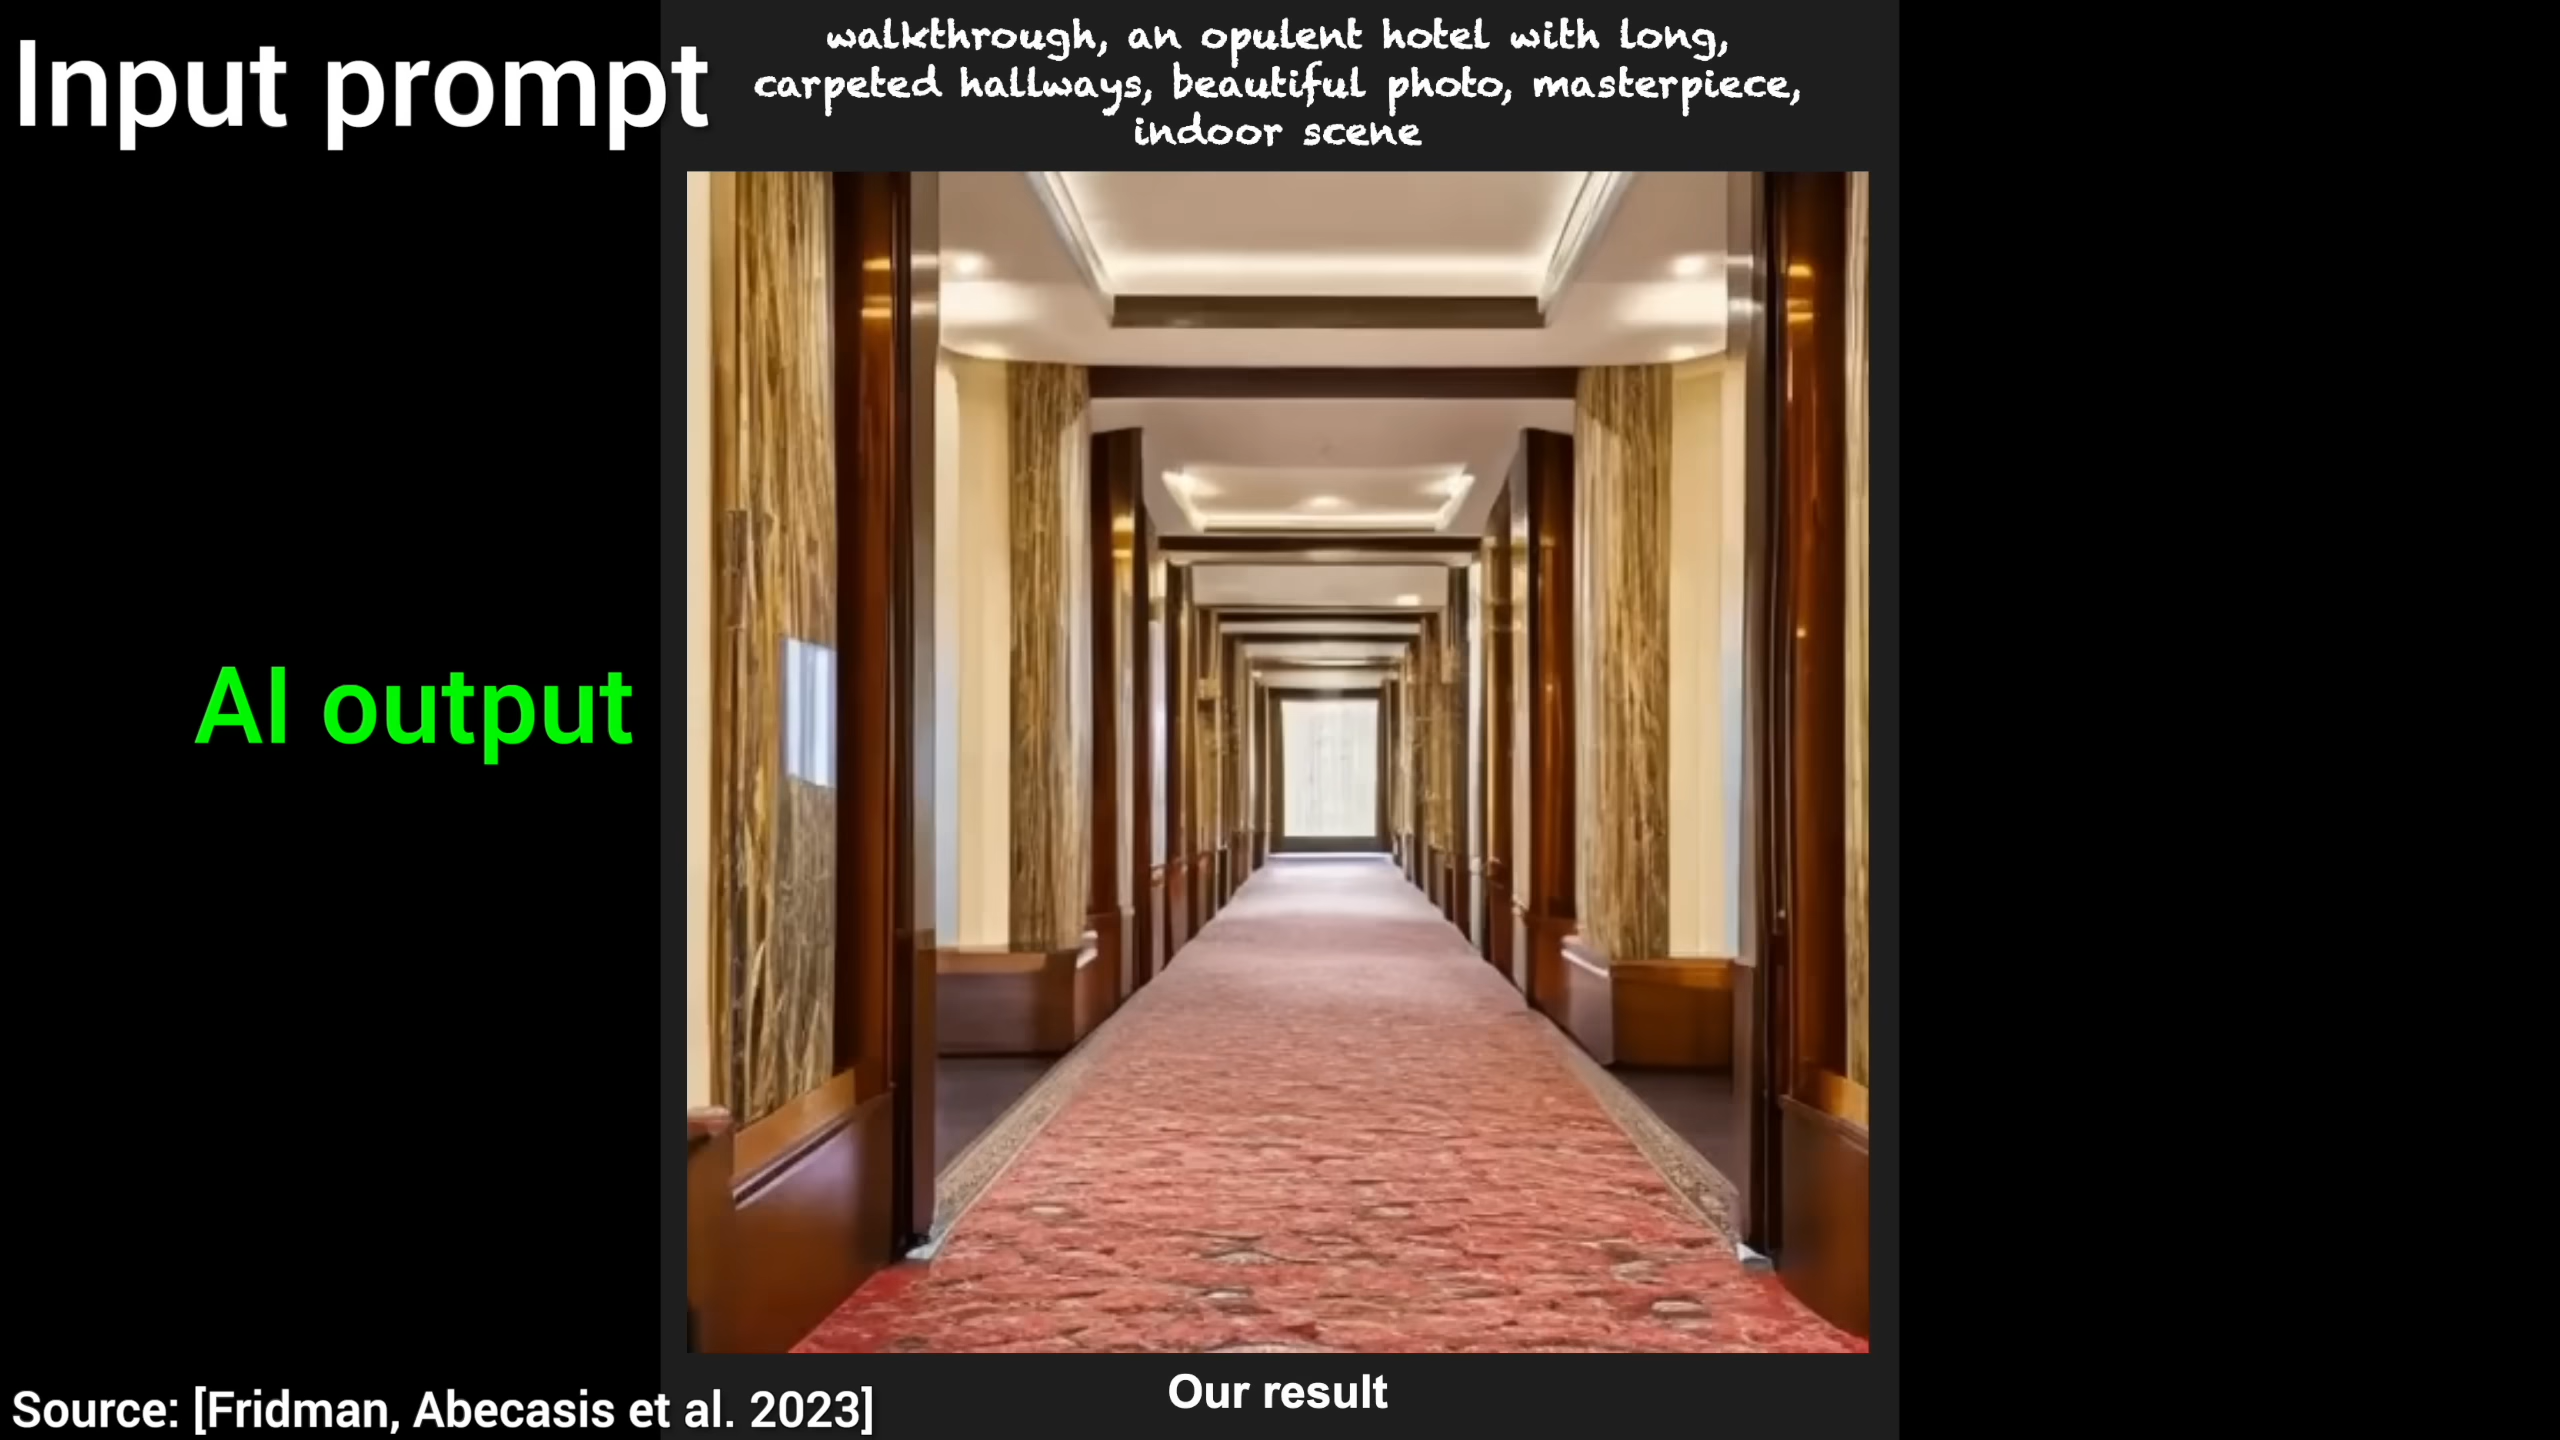 Input prompt
walkthrough, an opulent hotel with long,
carpeted hallways, beautiful photo, masterpiece,
indoor scene
AI output
Our result
Source: [Fridman, Abecasis et al. 2023]